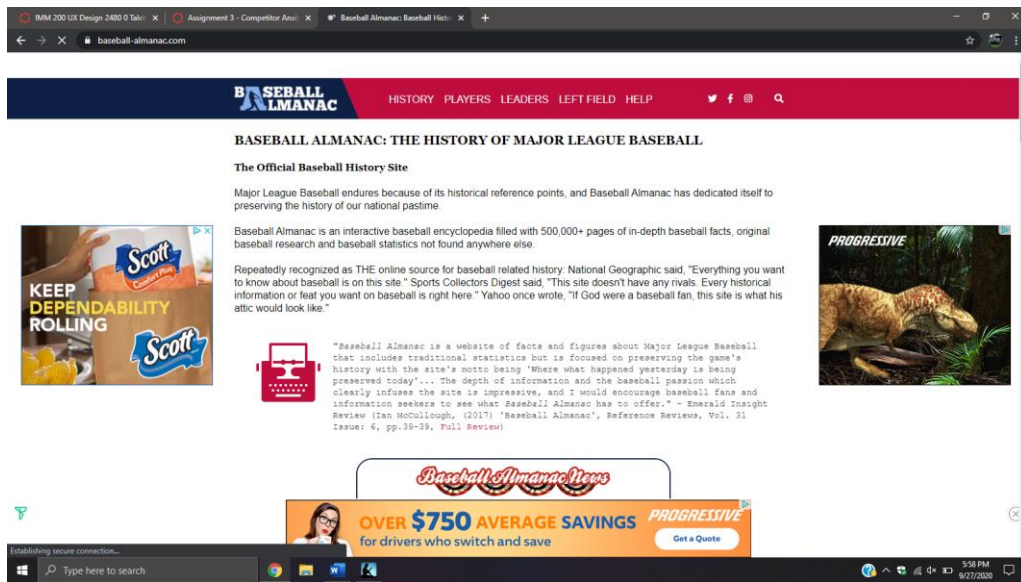 IMM 200 UX Design 2480 0 Talei
Assignment 3 - Competitor Analy
Baseball Almanac: Baseball Histo
baseball-almanac.com
BASEBALL
ALMANAC
HISTORY PLAYERS LEADERS LEFT FIELD HELP
BASEBALL ALMANAC: THE HISTORY OF MAJOR LEAGUE BASEBALL
The Official Baseball History Site
Major League Baseball endures because of its historical reference points, and Baseball Almanac has dedicated itself to
preserving the history of our national pastime.
Baseball Almanac is an interactive baseball encyclopedia filled with 500,000+ pages of in-depth baseball facts, original
baseball research and baseball statistics not found anywhere else.
Repeatedly recognized as THE online source for baseball related history: National Geographic said, "Everything you want
to know about baseball is on this site." Sports Collectors Digest said, "This site doesn't have any rivals. Every historical
information or feat you want on baseball is right here." Yahoo once wrote, "If God were a baseball fan, this site is what his
attic would look like."
Scott
Comfort Plus
KEEP
DEPENDABILITY
ROLLING
Scott
PROGRESSIVE
"Baseball Almanac is a website of facts and figures about Major League Baseball
that includes traditional statistics but is focused on preserving the game's
history with the site's motto being 'Where what happened yesterday is being
preserved today'... The depth of information and the baseball passion which
clearly infuses the site is impressive, and I would encourage baseball fans and
information seekers to see what Baseball Almanac has to offer." - Emerald Insight
Review (Ian McCullough, (2017) 'Baseball Almanac', Reference Reviews, Vol. 31
Issue: 6, pp.39-39, Full Review)
Baseball Almanac News
OVER $750 AVERAGE SAVINGS
for drivers who switch and save
PROGRESSIVE
Get a Quote
Establishing secure connection...
Type here to search
5:58 PM
9/27/2020